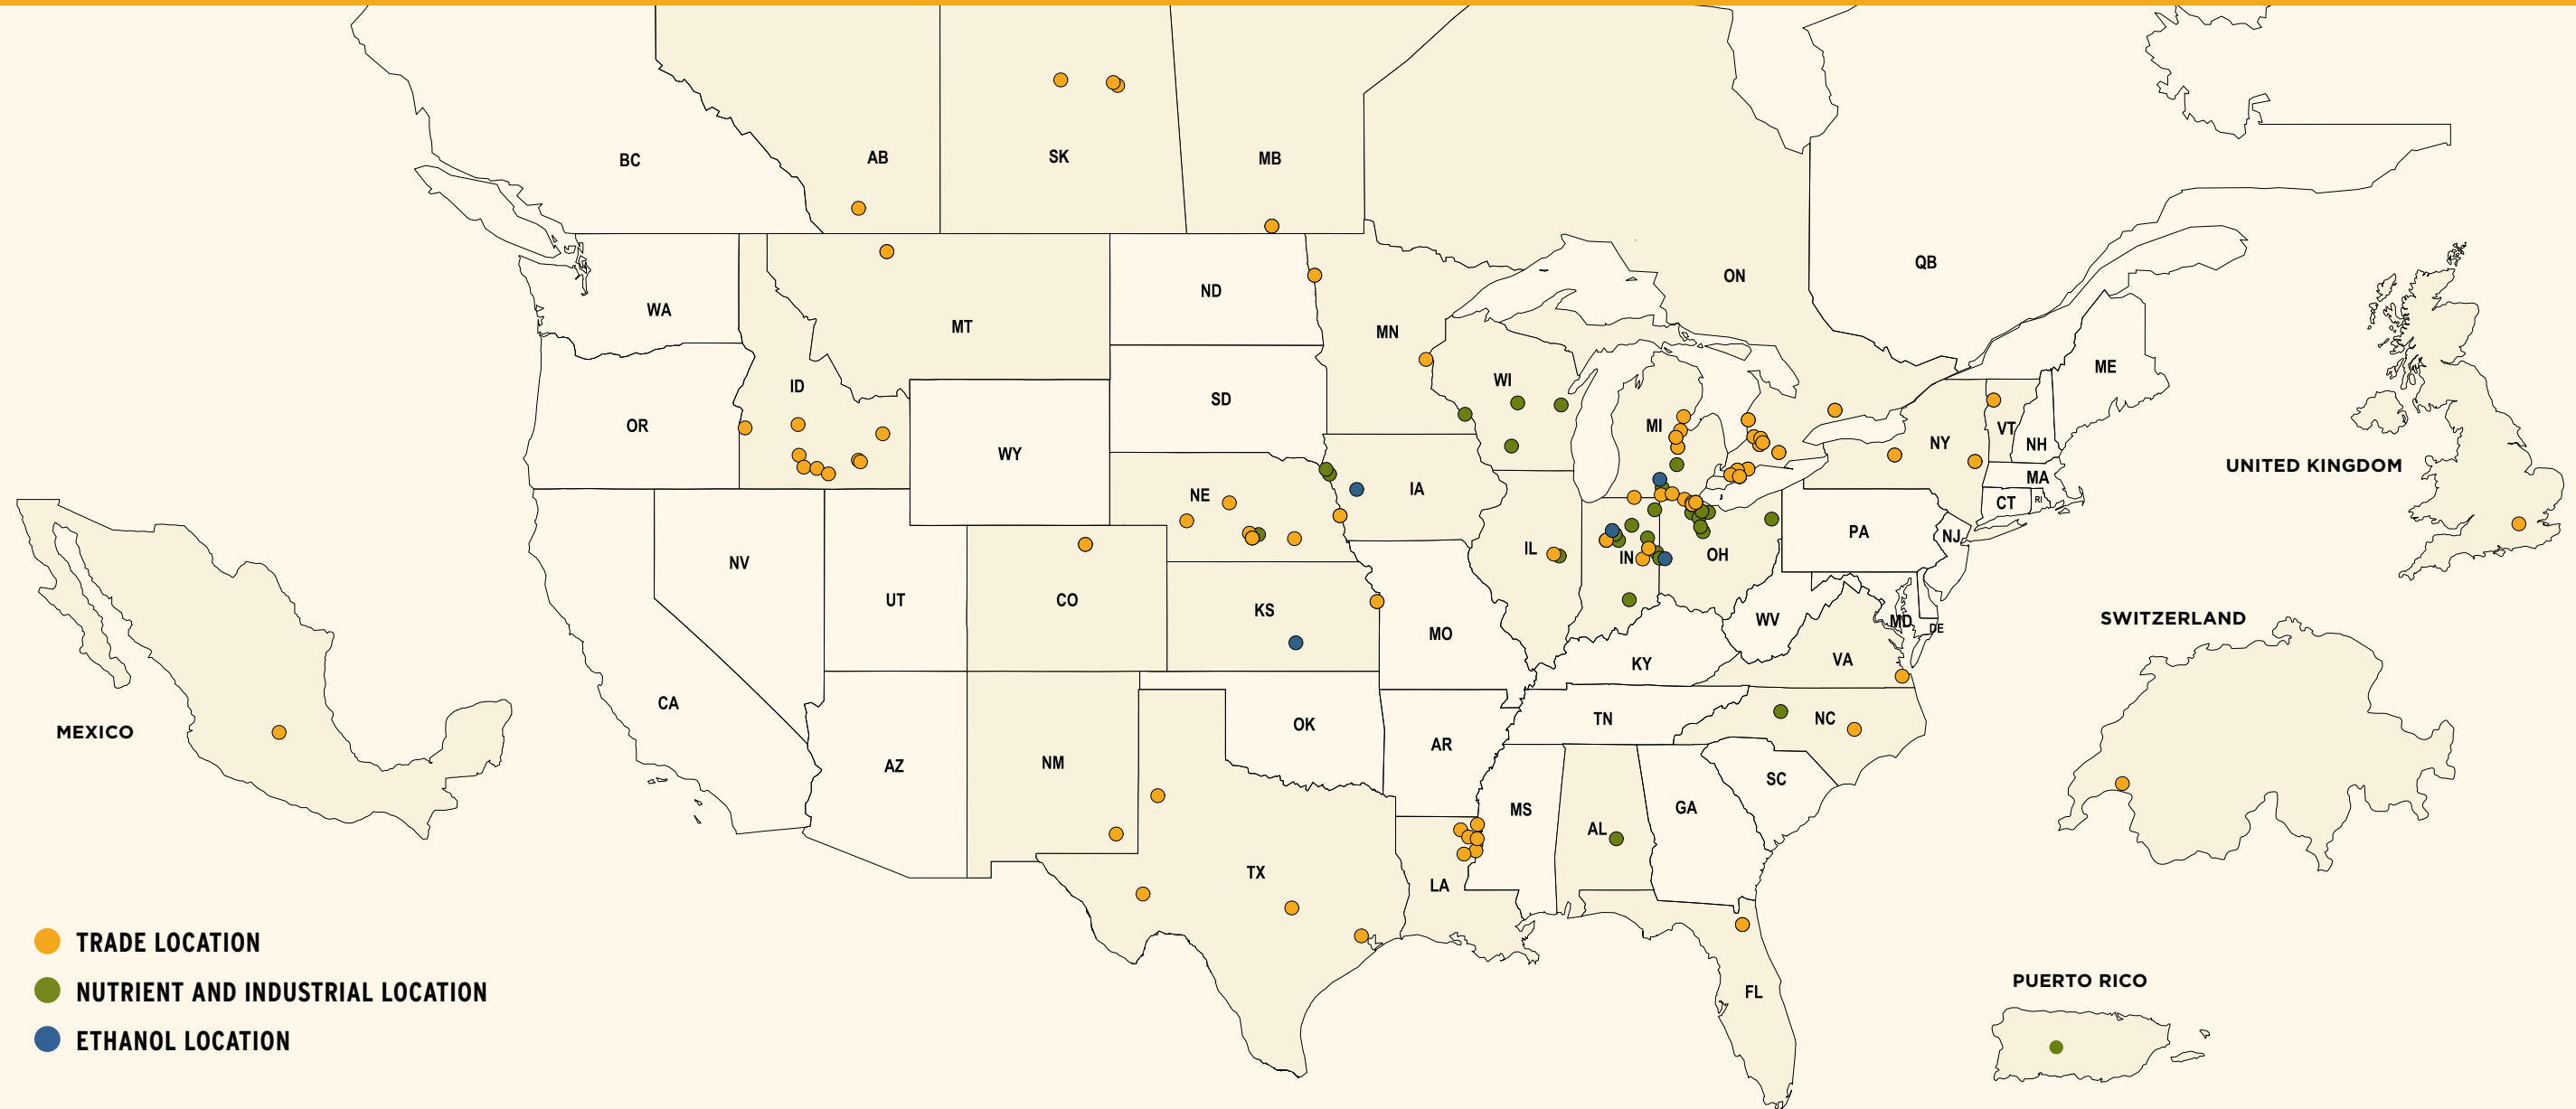 BC
AB
SK
MB
ON
QB
WA
MT
ND
MN
ID
OR
SD
WI
MI
ME
VT
NH
NY
MA
CT
RI
WY
NE
IA
PA
NJ
IL
IN
OH
NV
UT
CO
KS
MO
WV
MD
DE
KY
VA
CA
AZ
NM
OK
AR
TN
NC
SC
MS
AL
GA
TX
LA
FL
UNITED KINGDOM
SWITZERLAND
MEXICO
PUERTO RICO
TRADE LOCATION
NUTRIENT AND INDUSTRIAL LOCATION
ETHANOL LOCATION